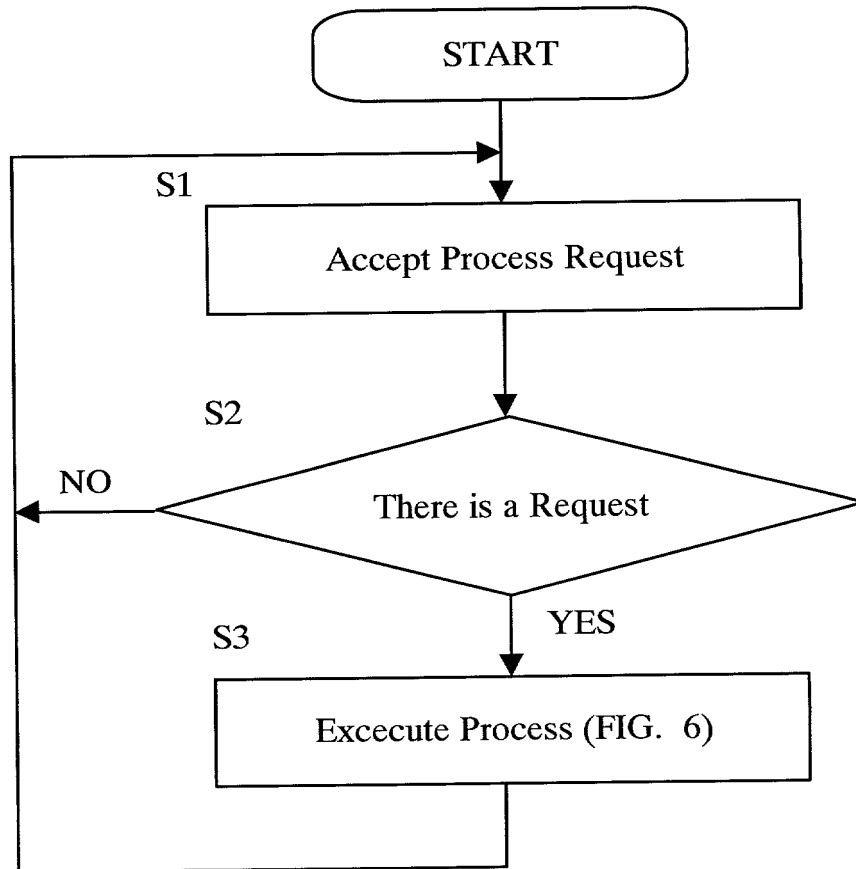 START
S1
Accept Process Request
S2
NO
There is a Request
YES
S3
Excecute Process (FIG. 6)